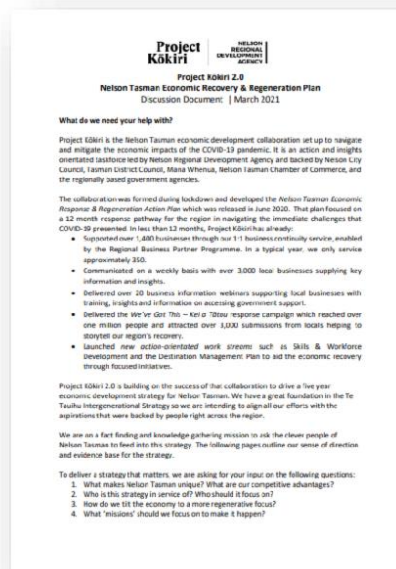 Project
Kōkiri
NELSON
REGIONAL
DEVELOPMENT
AGENCY
Project Kōkiri 2.0
Nelson Tasman Economic Recovery & Regeneration Plan
Discussion Document | March 2021
What do we need your help with?
Project Kōkiri is the Nelson Tasman economic development collaboration set up to navigate
and mitigate the economic impacts of the COVID-19 pandemic. It is an action and insights
orientated taskforce led by Nelson Regional Development Agency and backed by Nelson City
Council, Tasman District Council, Mana Whenua, Nelson Tasman Chamber of Commerce, and
the regionally based government agencies.
The collaboration was formed during lockdown and developed the Nelson Tasman Economic
Response & Regeneration Action Plan which was released in June 2020. That plan focused on
a 12 month response pathway for the region in navigating the immediate challenges that
COVID-19 presented. In less than 12 months, Project Kōkiri has already:
• Supported over 1,400 businesses through our 1:1 business continuity service, enabled
by the Regional Business Partner Programme. In a typical year, we only service
approximately 350.
• Communicated on a weekly basis with over 3,000 local businesses supplying key
information and insights.
• Delivered over 20 business information webinars supporting local businesses with
training, insights and information on accessing government support.
• Delivered the We've Got This – Kei a Tātou response campaign which reached over
one million people and attracted over 3,000 submissions from locals helping to
storytell our region's recovery.
• Launched new action-orientated work streams such as Skills & Workforce
Development and the Destination Management Plan to aid the economic recovery
through focused initiatives.
Project Kōkiri 2.0 is building on the success of that collaboration to drive a five year
economic development strategy for Nelson Tasman. We have a great foundation in the Te
Tauihu Intergenerational Strategy so we are intending to align all our efforts with the
aspirations that were backed by people right across the region.
We are on a fact finding and knowledge gathering mission to ask the clever people of
Nelson Tasman to feed into this strategy. The following pages outline our sense of direction
and evidence base for the strategy.
To deliver a strategy that matters, we are asking for your input on the following questions:
1. What makes Nelson Tasman unique? What are our competitive advantages?
2. Who is this strategy in service of? Who should it focus on?
3. How do we tilt the economy to a more regenerative focus?
4. What 'missions' should we focus on to make it happen?